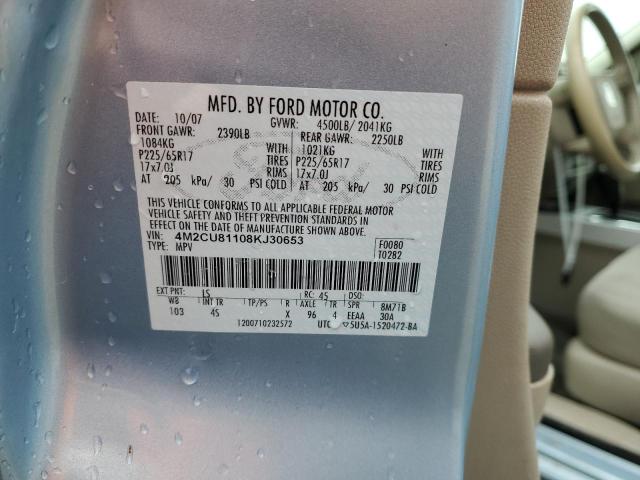 MFD. BY FORD MOTOR CO.
DATE: 10/07 GVWR: 4500LB/ 2041KG
FRONT GAWR: 2390LB REAR GAWR: 2250LB
1084KG WITH 1021KG WITH
P225/65R17 TIRES P225/65R17 TIRES
17x7.0J RIMS 17x7.0J RIMS
AT 205 kPa/ 30 PSI COLD AT 205 kPa/ 30 PSI COLD
THIS VEHICLE CONFORMS TO ALL APPLICABLE FEDERAL MOTOR
VEHICLE SAFETY AND THEFT PREVENTION STANDARDS IN
EFFECT ON THE DATE OF MANUFACTURE SHOWN ABOVE.
VIN: 4M2CU81108KJ30653 F0080
TYPE: MPV T0282
EXT PNT: LS RC: 45 DSO:
WB INT TR TP/PS R AXLE TR SPR 8M71B
103 4S X 96 4 EEAA 30A
1200710232572 UTC ▽5U5A-1520472-BA
Ford